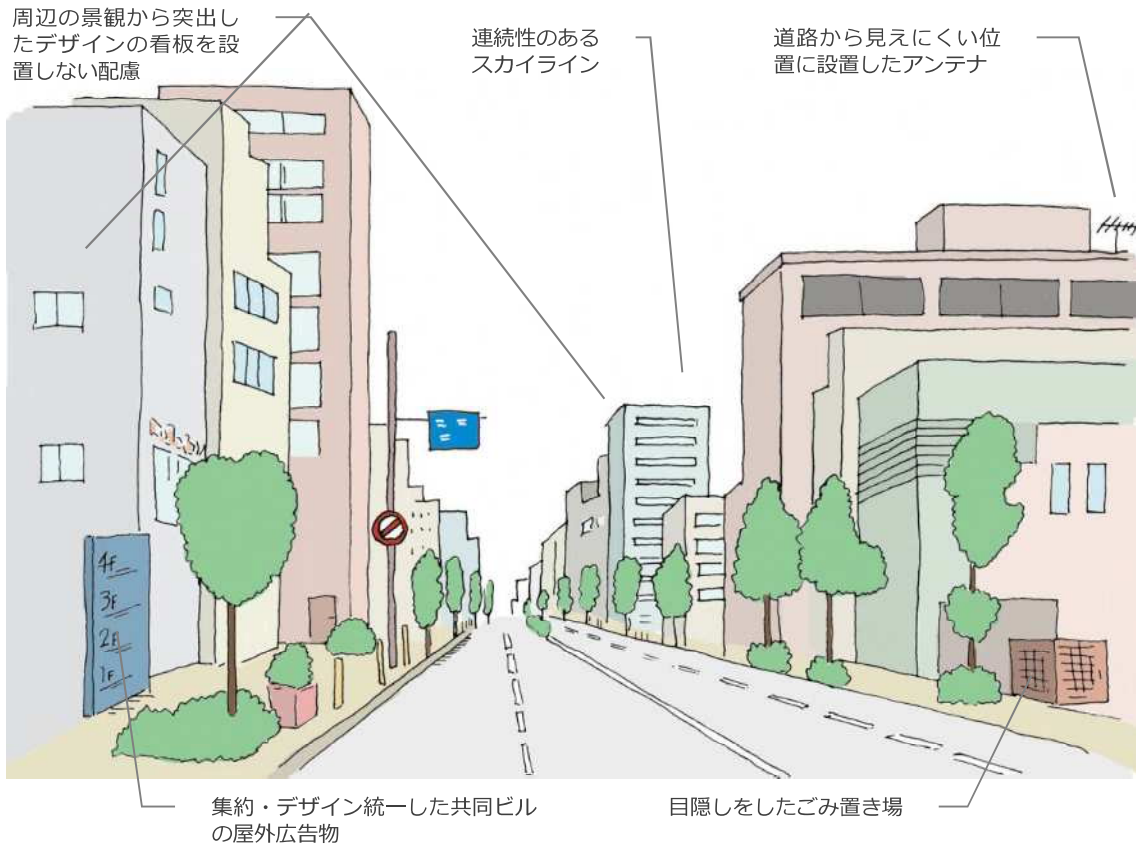 周辺の景観から突出し
たデザインの看板を設
置しない配慮
連続性のある
スカイライン
道路から見えにくい位
置に設置したアンテナ
4F
3F
2F
1F
集約・デザイン統一した共同ビル
の屋外広告物
目隠しをしたごみ置き場